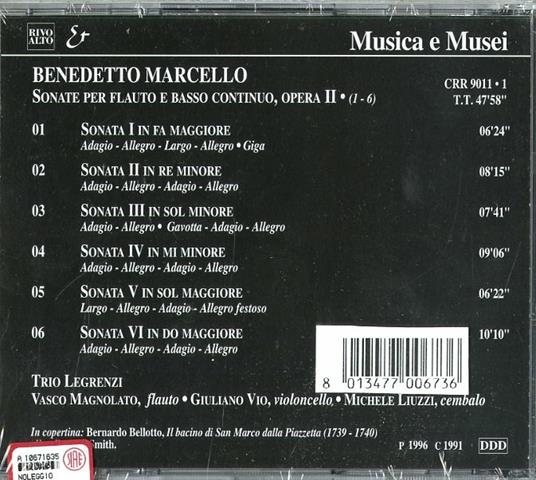 RIVO
ALTO
Er
Musica e Musei
BENEDETTO MARCELLO
SONATE PER FLAUTO E BASSO CONTINUO, OPERA II • (1 - 6)
CRR 9011 • 1
T.T. 47'58"
01 SONATA I IN FA MAGGIORE 06'24"
Adagio - Allegro - Largo - Allegro • Giga
02 SONATA II IN RE MINORE 08'15"
Adagio - Allegro - Adagio - Allegro
03 SONATA III IN SOL MINORE 07'41"
Adagio - Allegro • Gavotta - Adagio - Allegro
04 SONATA IV IN MI MINORE 09'06"
Adagio - Allegro - Adagio - Allegro
05 SONATA V IN SOL MAGGIORE 06'22"
Largo - Allegro - Adagio - Allegro festoso
06 SONATA VI IN DO MAGGIORE 10'10"
Adagio - Allegro - Adagio - Allegro
8 013477 006736
TRIO LEGRENZI
VASCO MAGNOLATO, flauto • GIULIANO VIO, violoncello • MICHELE LIUZZI, cembalo
In copertina: Bernardo Bellotto, Il bacino di San Marco dalla Piazzetta (1739 - 1740)
Smith.
P 1996 C 1991
DDD
A 10671635
SIAE
NOLEGGIO